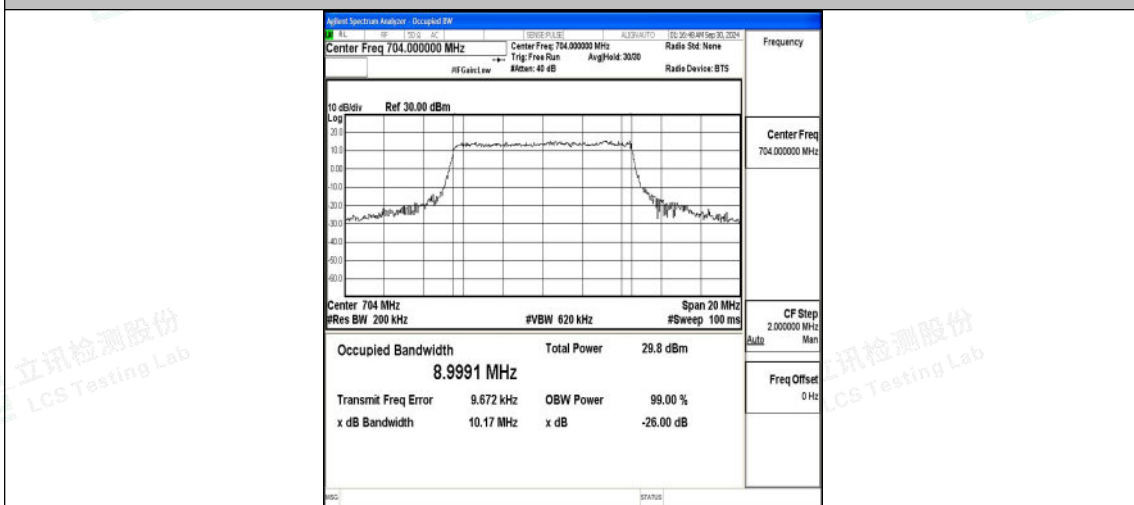 Agilent Spectrum Analyzer - Occupied BW
RL RF 50 Ω AC SENSE:PULSE ALIGNAUTO 01:16:48 AM Sep 30, 2024
Center Freq 704.000000 MHz
Center Freq: 704.000000 MHz
Radio Std: None
Trig: Free Run Avg|Hold: 30/30
#IFGain:Low #Atten: 40 dB Radio Device: BTS
Frequency
10 dB/div Ref 30.00 dBm
Log
20.0
10.0
0.00
-10.0
-20.0
-30.0
-40.0
-50.0
-60.0
Center 704 MHz Span 20 MHz
#Res BW 200 kHz #VBW 620 kHz #Sweep 100 ms
Occupied Bandwidth Total Power 29.8 dBm
8.9991 MHz
Transmit Freq Error 9.672 kHz OBW Power 99.00 %
x dB Bandwidth 10.17 MHz x dB -26.00 dB
Center Freq
704.000000 MHz
CF Step
2.000000 MHz
Auto Man
Freq Offset
0 Hz
MSG STATUS
立讯检测股份
LCS Testing Lab
立讯检测股份
LCS Testing Lab